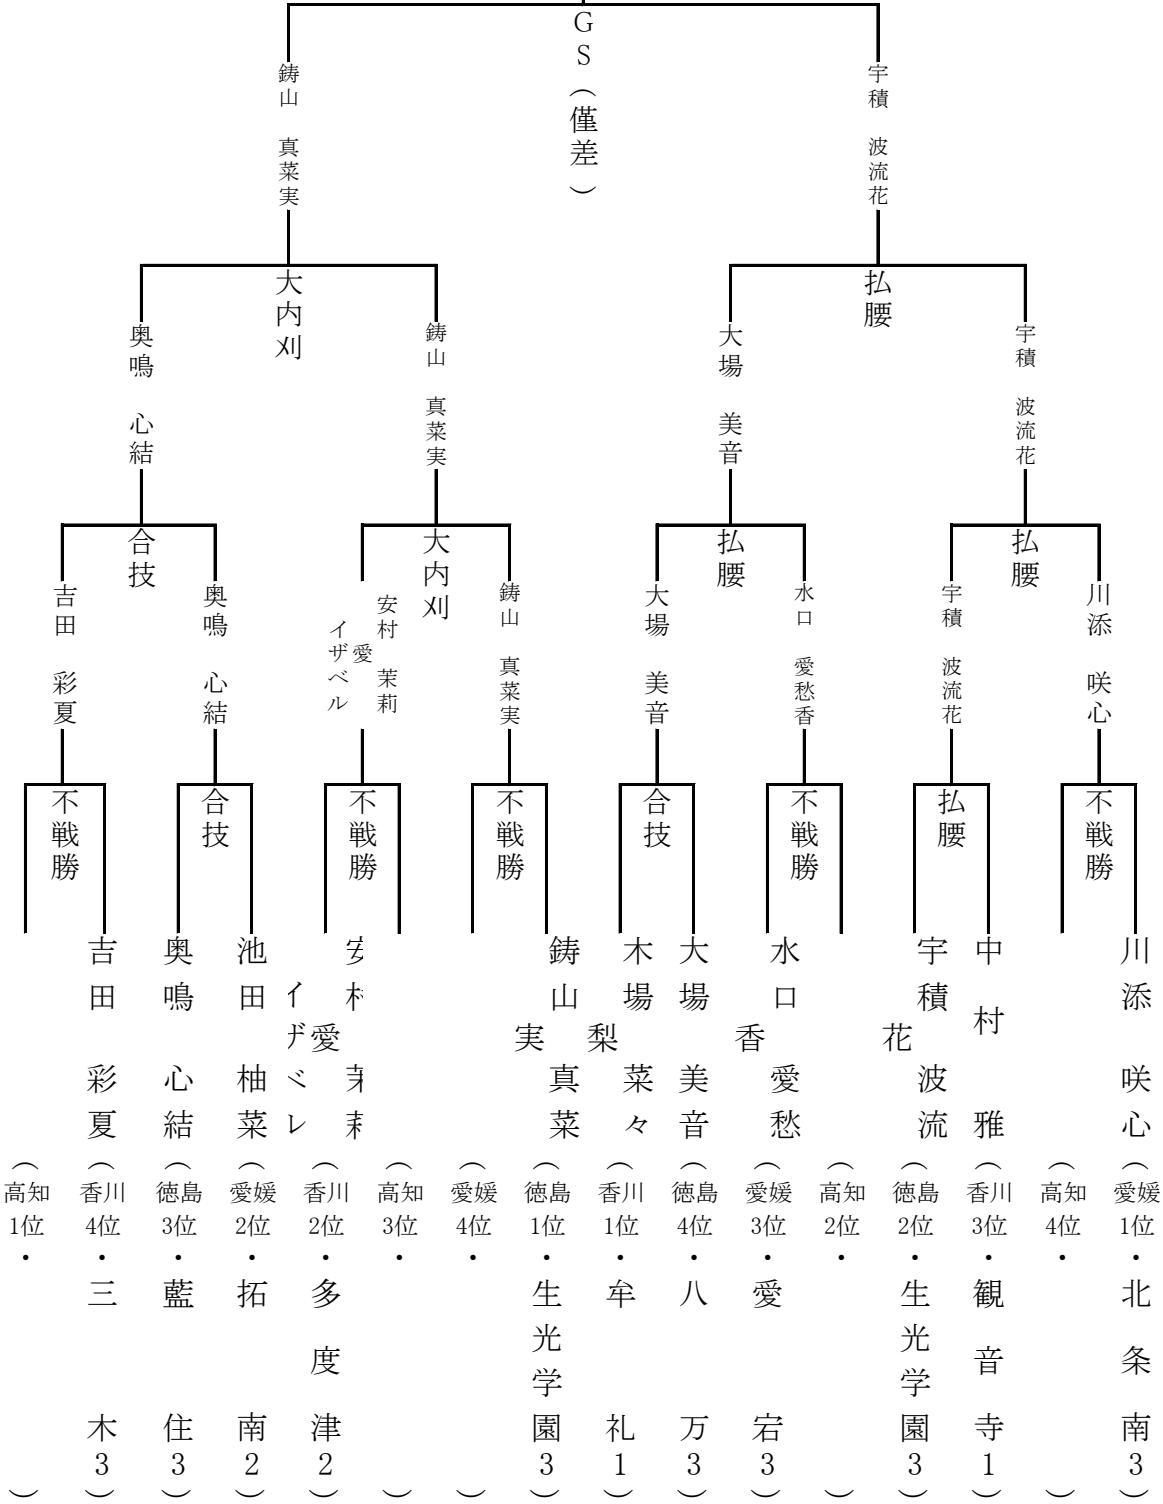 GS（僅差）
鋳山 真菜実
宇積 波流花
大内刈
払腰
奥鳴 心結
鋳山 真菜実
大場 美音
宇積 波流花
合技
大内刈
払腰
払腰
吉田 彩夏
奥鳴 心結
安村 茉莉
愛
イザベル
鋳山 真菜実
大場 美音
水口 愛愁香
宇積 波流花
川添 咲心
不戦勝
合技
不戦勝
不戦勝
合技
不戦勝
払腰
不戦勝
（高知1位・ ）
吉田 彩夏（香川4位・三木3）
奥鳴 心結（徳島3位・藍住3）
池田 柚菜（愛媛2位・拓南2）
安村 茉莉
愛
イザベル
（香川2位・多度津2）
（高知3位・ ）
（愛媛4位・ ）
鋳山 真菜
実
（徳島1位・生光学園3）
木場 菜々
梨
（香川1位・牟礼1）
大場 美音（徳島4位・八万3）
水口 愛愁
香
（愛媛3位・愛宕3）
（高知2位・ ）
宇積 波流
花
（徳島2位・生光学園3）
中村 雅（香川3位・観音寺1）
（高知4位・ ）
川添 咲心（愛媛1位・北条南3）